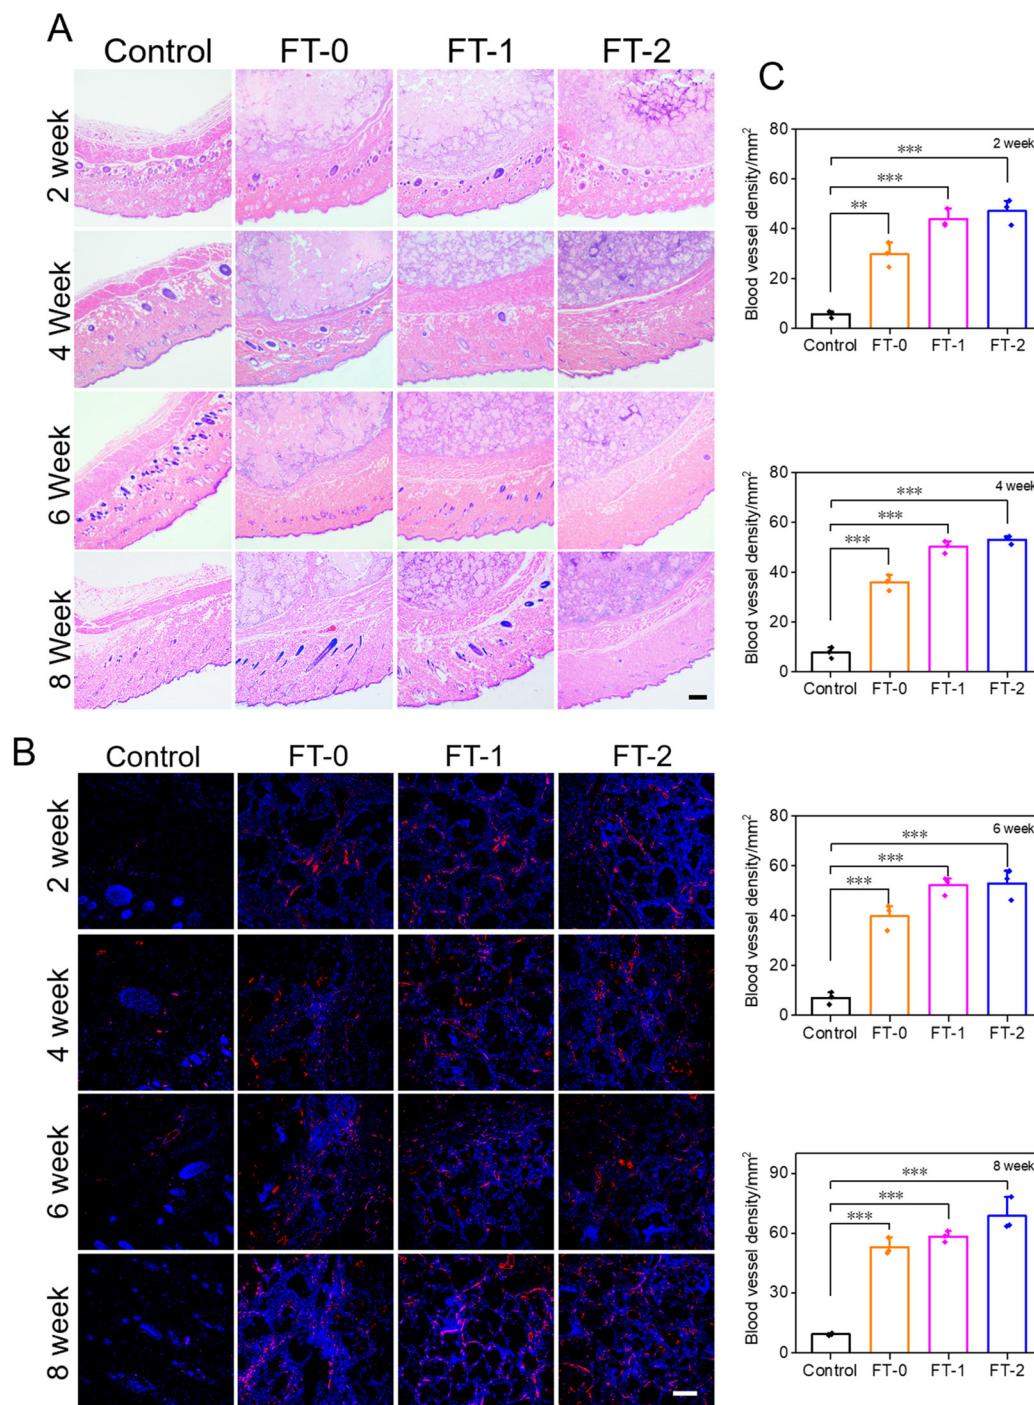 A
Control FT-0 FT-1 FT-2
2 week
4 Week
6 Week
8 Week
B
Control FT-0 FT-1 FT-2
2 week
4 week
6 week
8 week
C
Blood vessel density/mm²
80
60
40
20
0
2 week
***
***
**
Control FT-0 FT-1 FT-2
Blood vessel density/mm²
80
60
40
20
0
4 week
***
***
***
Control FT-0 FT-1 FT-2
Blood vessel density/mm²
80
60
40
20
0
6 week
***
***
***
Control FT-0 FT-1 FT-2
Blood vessel density/mm²
90
60
30
0
8 week
***
***
***
Control FT-0 FT-1 FT-2